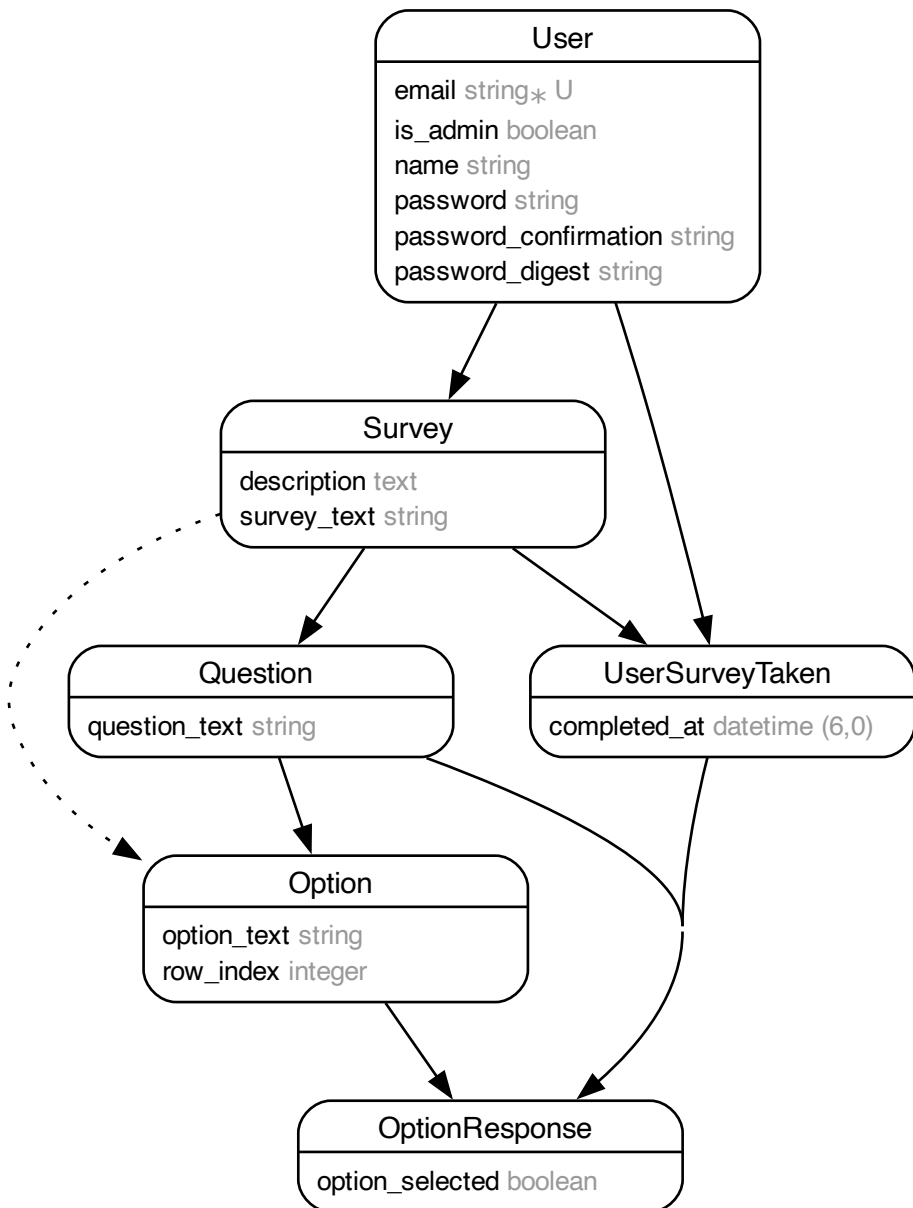 User
email string* U
is_admin boolean
name string
password string
password_confirmation string
password_digest string
Survey
description text
survey_text string
Question
question_text string
UserSurveyTaken
completed_at datetime (6,0)
Option
option_text string
row_index integer
OptionResponse
option_selected boolean